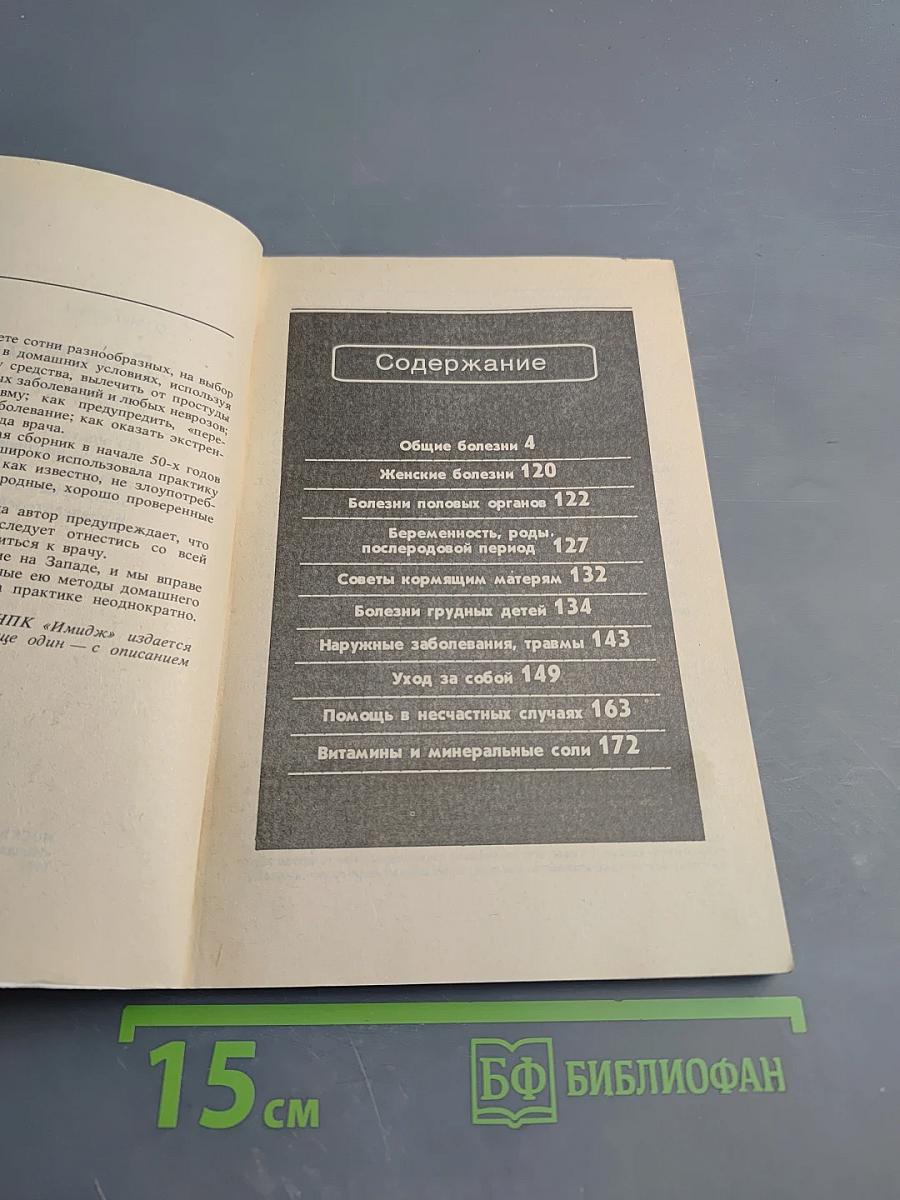 ете сотни разнообразных, на выбор
в домашних условиях, используя
средства, вылечить от простуды
ых заболеваний и любых неврозов;
вму; как предупредить, «пере-
болевание; как оказать экстрен-
да врача.
ая сборник в начале 50-х годов
широко использовала практику
как известно, не злоупотреб-
родные, хорошо проверенные
да автор предупреждает, что
следует отнестись со всей
иться к врачу.
ие на Западе, и мы вправе
ные ею методы домашнего
а практике неоднократно.
НПК «Имидж» издается
ще один — с описанием
Содержание
Общие болезни 4
Женские болезни 120
Болезни половых органов 122
Беременность, роды,
послеродовой период 127
Советы кормящим матерям 132
Болезни грудных детей 134
Наружные заболевания, травмы 143
Уход за собой 149
Помощь в несчастных случаях 163
Витамины и минеральные соли 172
15 см
БФ БИБЛИОФАН